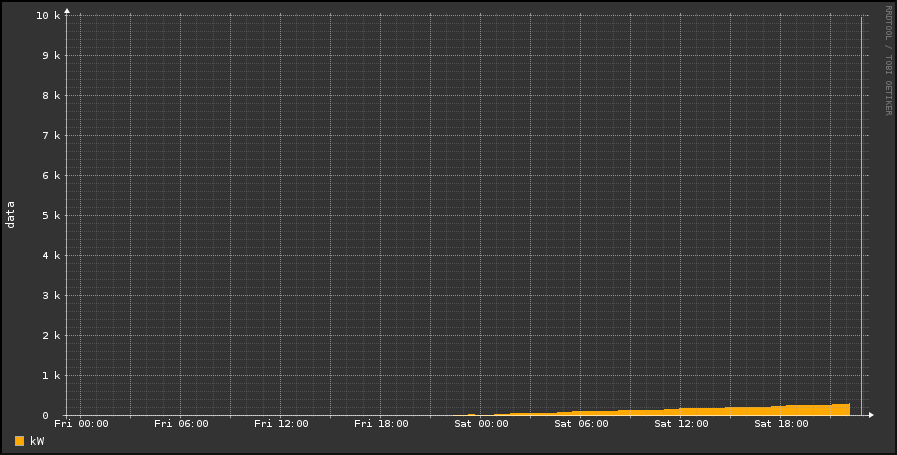 RRDTOOL / TOBI OETIKER
10 k
9 k
8 k
7 k
6 k
5 k
4 k
3 k
2 k
1 k
0
data
Fri 00:00 Fri 06:00 Fri 12:00 Fri 18:00 Sat 00:00 Sat 06:00 Sat 12:00 Sat 18:00
kW